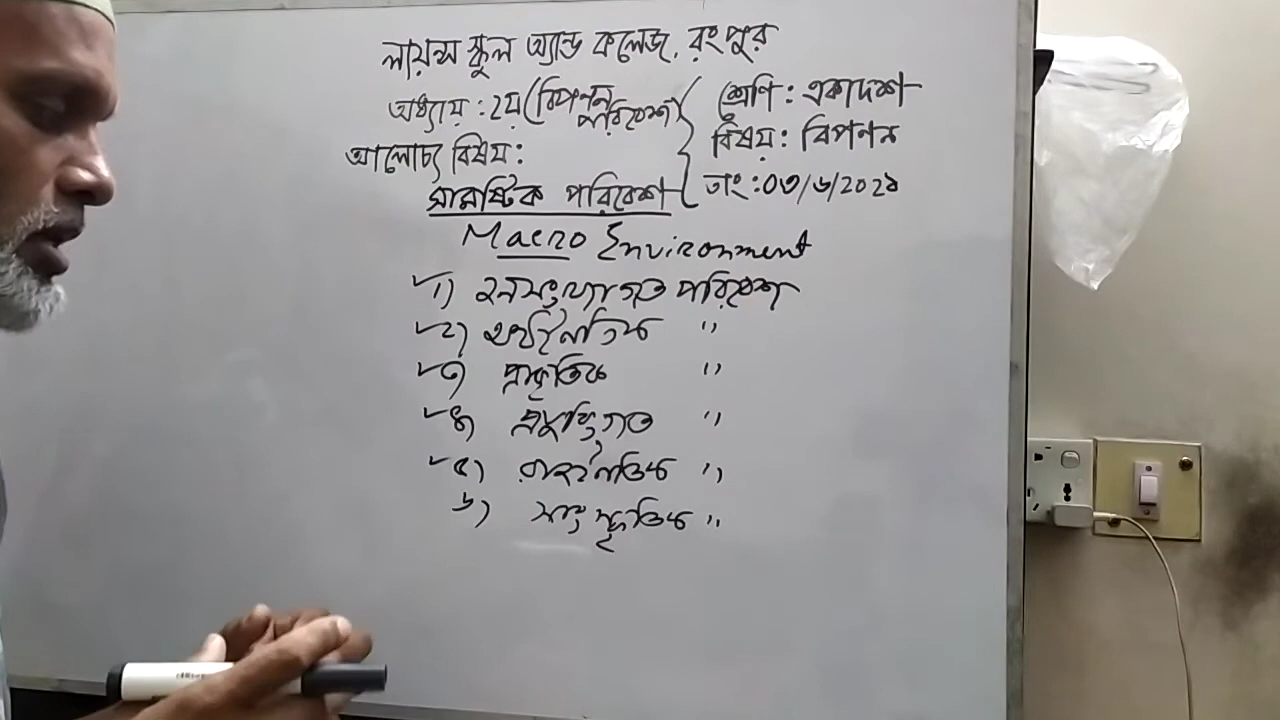 লায়ন্স স্কুল অ্যান্ড কলেজ, রংপুর
অধ্যায় : ২য় (বিপণন পরিবেশ)
আলোচ্য বিষয়:
সামষ্টিক পরিবেশ
শ্রেণি : একাদশ
বিষয়: বিপণন
তাং: ০৩/৬/২০২১
Macro Environment
১) জনসংখ্যাগত পরিবেশ
২) অর্থনৈতিক "
৩) প্রাকৃতিক "
৪) প্রযুক্তিগত "
৫) রাজনৈতিক "
৬) সাংস্কৃতিক "